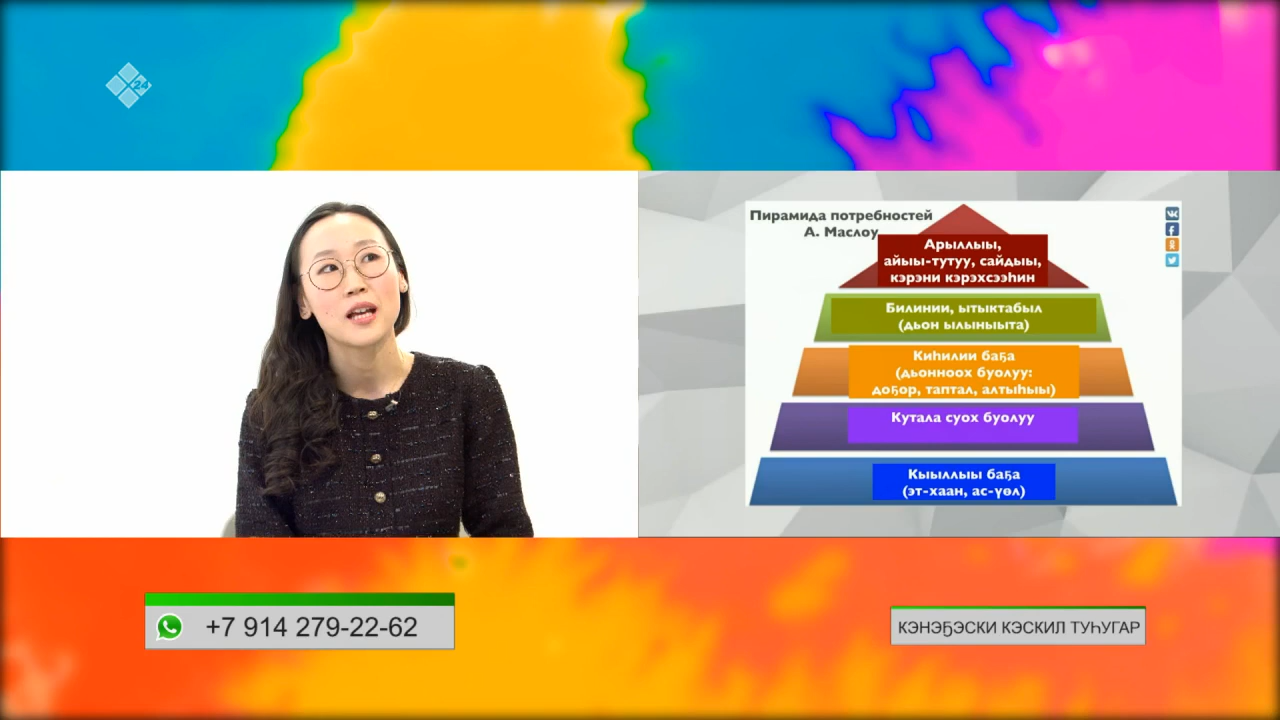 X24
Пирамида потребностей
А. Маслоу
Арыллыы,
айыы-тутуу, сайдыы,
кэрэни кэрэхсээһин
Билинии, ытыктабыл
(дьон ылыныыта)
Киһилии баҕа
(дьонноох буолуу:
доҕор, таптал, алтыһыы)
Кутала суох буолуу
Кыыллыы баҕа
(эт-хаан, ас-үөл)
+7 914 279-22-62
КЭНЭҔЭСКИ КЭСКИЛ ТУҺУГАР